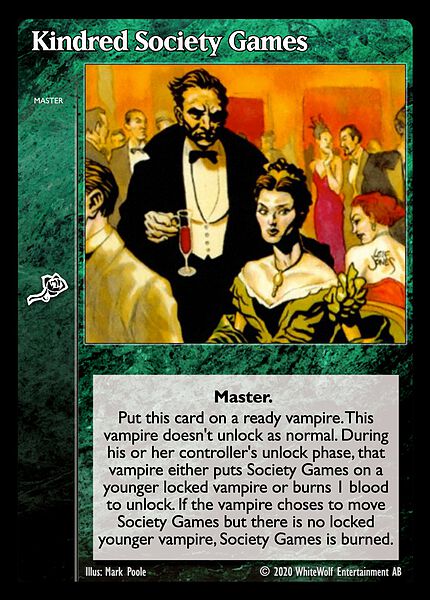 Kindred Society Games
MASTER
LEIF
JONES
Master.
Put this card on a ready vampire. This
vampire doesn't unlock as normal. During
his or her controller's unlock phase, that
vampire either puts Society Games on a
younger locked vampire or burns 1 blood
to unlock. If the vampire choses to move
Society Games but there is no locked
younger vampire, Society Games is burned.
Illus: Mark Poole © 2020 WhiteWolf Entertainment AB